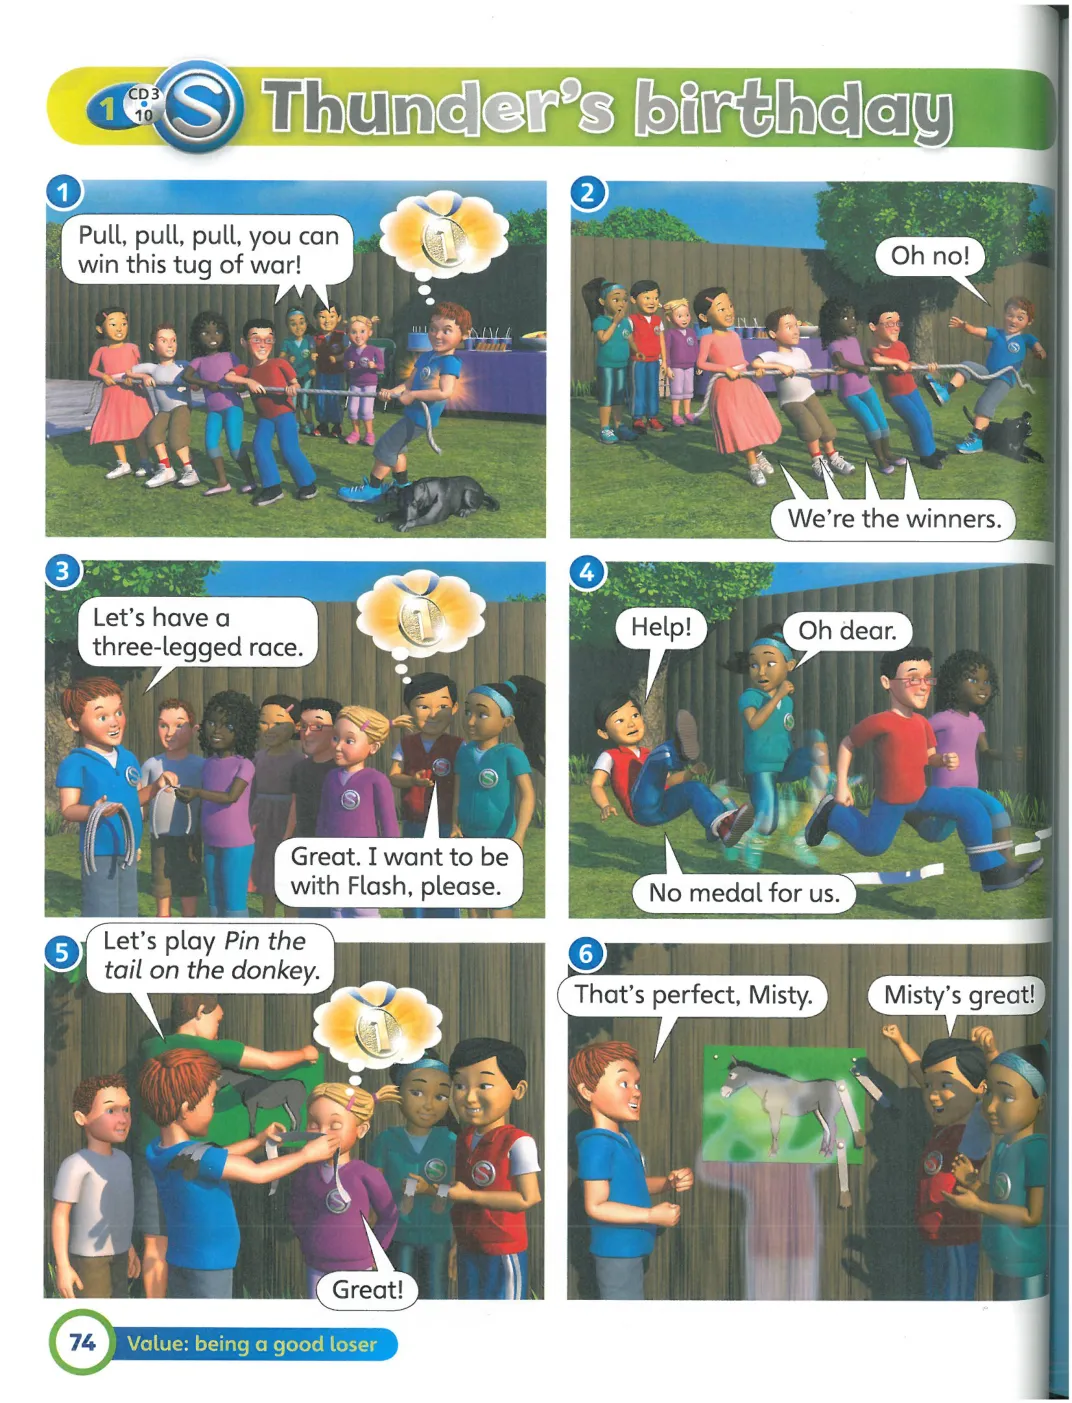 1
CD3
10
S
Thunder's birthday
1
Pull, pull, pull, you can
win this tug of war!
1
2
Oh no!
We're the winners.
3
Let's have a
three-legged race.
1
Great. I want to be
with Flash, please.
4
Help!
Oh dear.
No medal for us.
5
Let's play Pin the
tail on the donkey.
1
Great!
6
That's perfect, Misty.
Misty's great!
74
Value: being a good loser